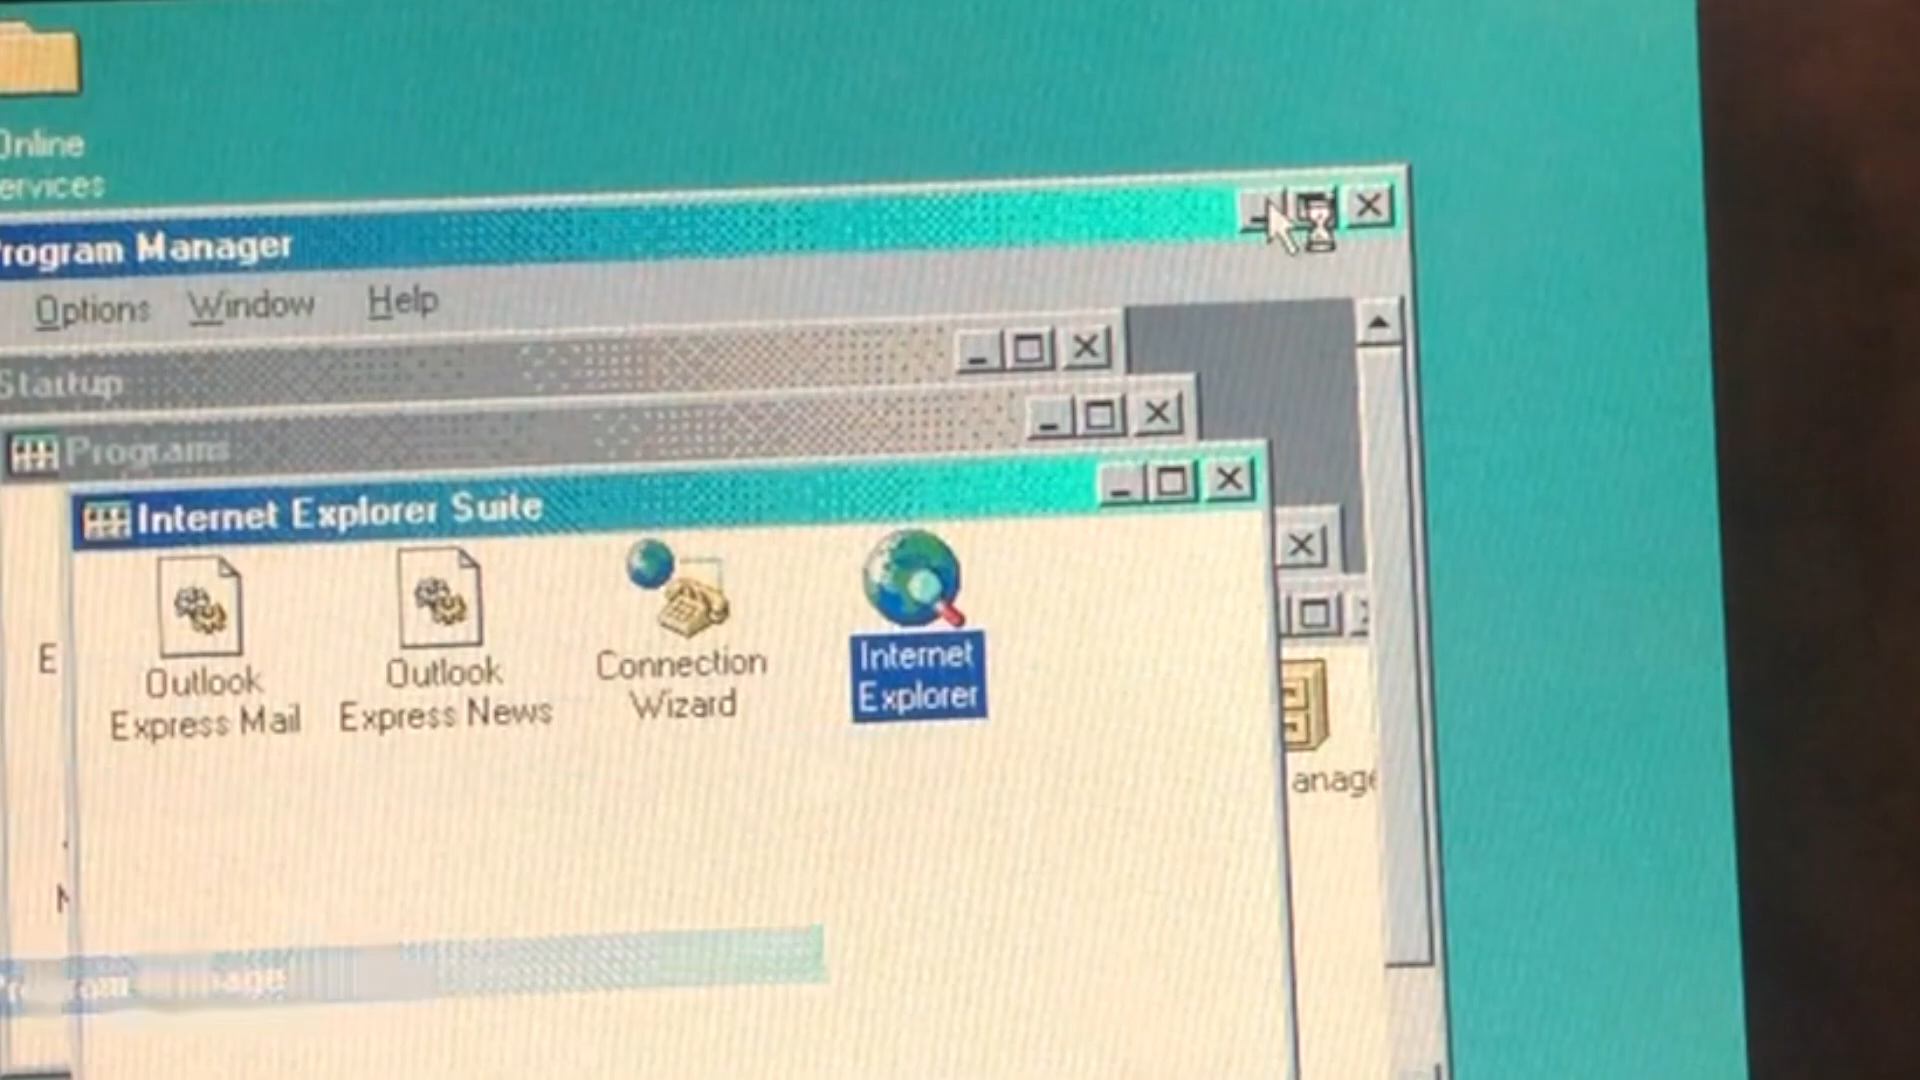 Online
ervices
rogram Manager
Options Window Help
Startup
Programs
Internet Explorer Suite
Outlook
Express Mail
Outlook
Express News
Connection
Wizard
Internet
Explorer
E
anage